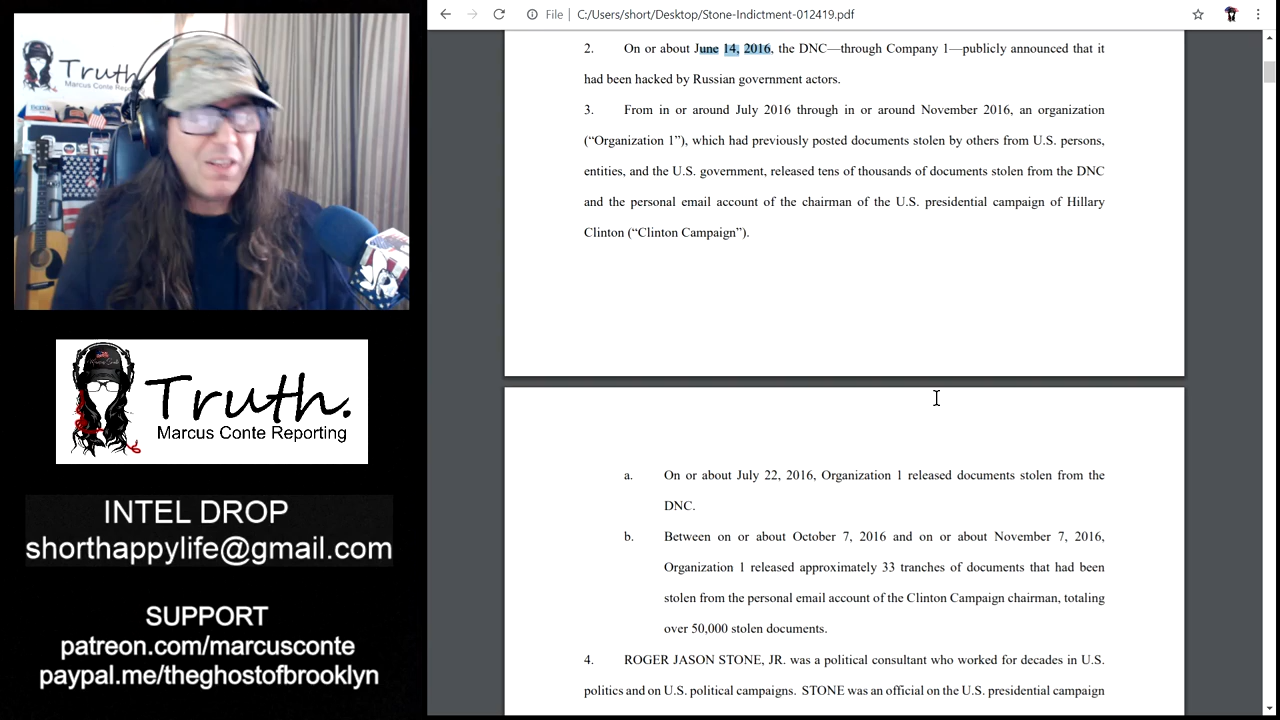 Truth.
Marcus Conte Reporting
Truth.
Marcus Conte Reporting
INTEL DROP
shorthappylife@gmail.com
SUPPORT
patreon.com/marcusconte
paypal.me/theghostofbrooklyn
File
C:/Users/short/Desktop/Stone-Indictment-012419.pdf
2. On or about June 14, 2016, the DNC—through Company 1—publicly announced that it
had been hacked by Russian government actors.
3. From in or around July 2016 through in or around November 2016, an organization
(“Organization 1”), which had previously posted documents stolen by others from U.S. persons,
entities, and the U.S. government, released tens of thousands of documents stolen from the DNC
and the personal email account of the chairman of the U.S. presidential campaign of Hillary
Clinton (“Clinton Campaign”).
a. On or about July 22, 2016, Organization 1 released documents stolen from the
DNC.
b. Between on or about October 7, 2016 and on or about November 7, 2016,
Organization 1 released approximately 33 tranches of documents that had been
stolen from the personal email account of the Clinton Campaign chairman, totaling
over 50,000 stolen documents.
4. ROGER JASON STONE, JR. was a political consultant who worked for decades in U.S.
politics and on U.S. political campaigns. STONE was an official on the U.S. presidential campaign